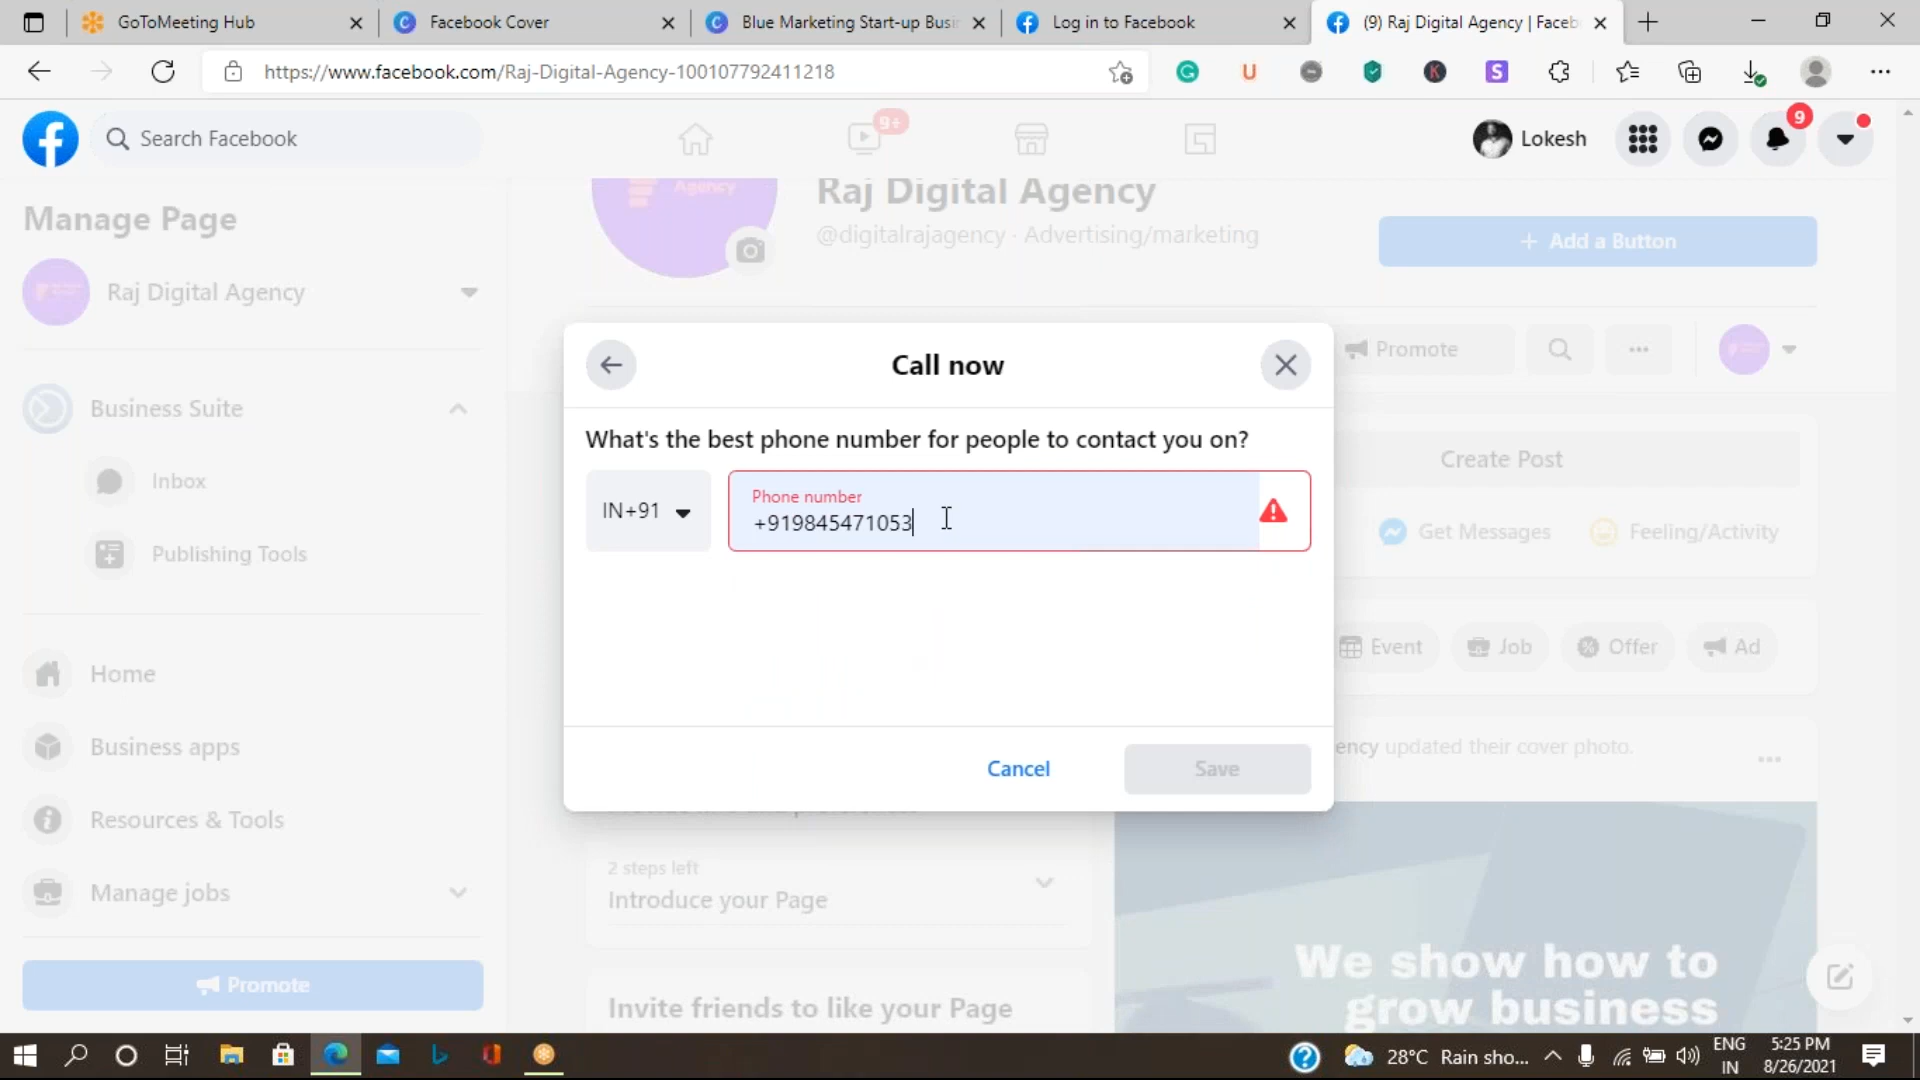 GoToMeeting Hub
Facebook Cover
Blue Marketing Start-up Busi
Log in to Facebook
(9) Raj Digital Agency | Faceb
https://www.facebook.com/Raj-Digital-Agency-100107792411218
Search Facebook
9+
Lokesh
9
Manage Page
Agency
Raj Digital Agency
@digitalrajagency · Advertising/marketing
+ Add a Button
Raj Digital Agency
Promote
Call now
Business Suite
What's the best phone number for people to contact you on?
Create Post
Inbox
IN+91
Phone number
+919845471053
Get Messages
Feeling/Activity
Publishing Tools
Event
Job
Offer
Ad
Home
Business apps
ency updated their cover photo.
Cancel
Save
Resources & Tools
2 steps left
Introduce your Page
Manage jobs
We show how to
grow business
Promote
Invite friends to like your Page
28°C Rain sho...
ENG
IN
5:25 PM
8/26/2021